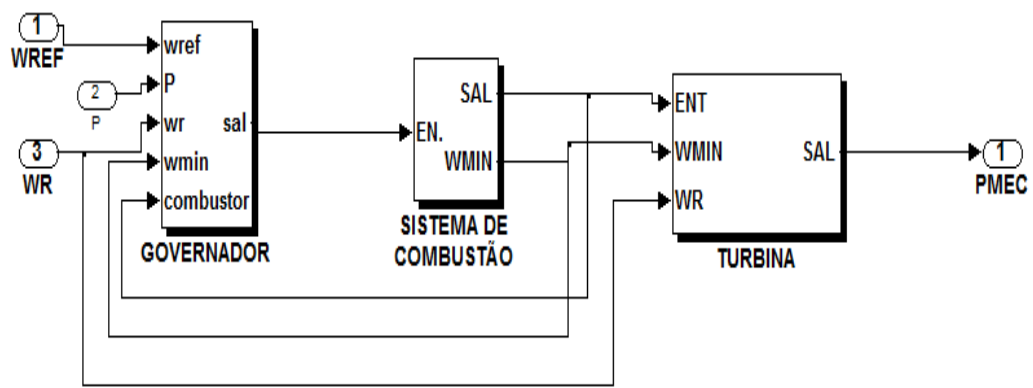 1
WREF
2
P
3
WR
wref
P
wr
wmin
combustor
sal
GOVERNADOR
EN.
SAL
WMIN
SISTEMA DE
COMBUSTÃO
ENT
WMIN
WR
SAL
TURBINA
1
PMEC